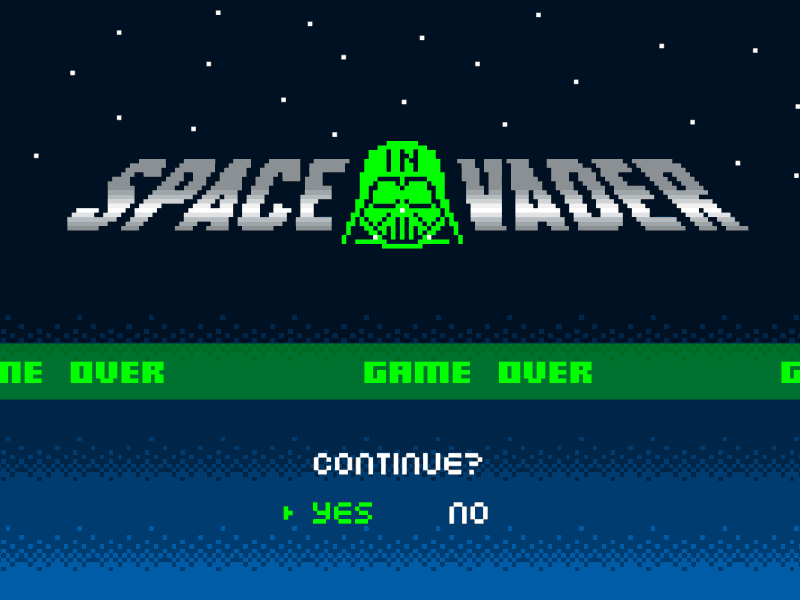 SPACE IN VADER
ME OVER GAME OVER G
CONTINUE?
YES NO